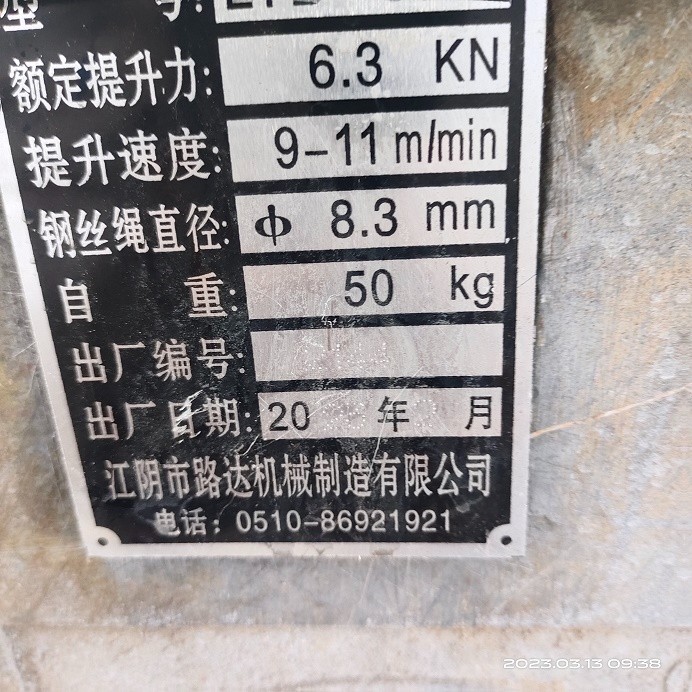 型 号:
额定提升力: 6.3 KN
提升速度: 9-11 m/min
钢丝绳直径: ф 8.3 mm
自 重: 50 kg
出厂编号:
出厂日期: 20 年 月
江阴市路达机械制造有限公司
电话: 0510-86921921
2023.03.13 09:38